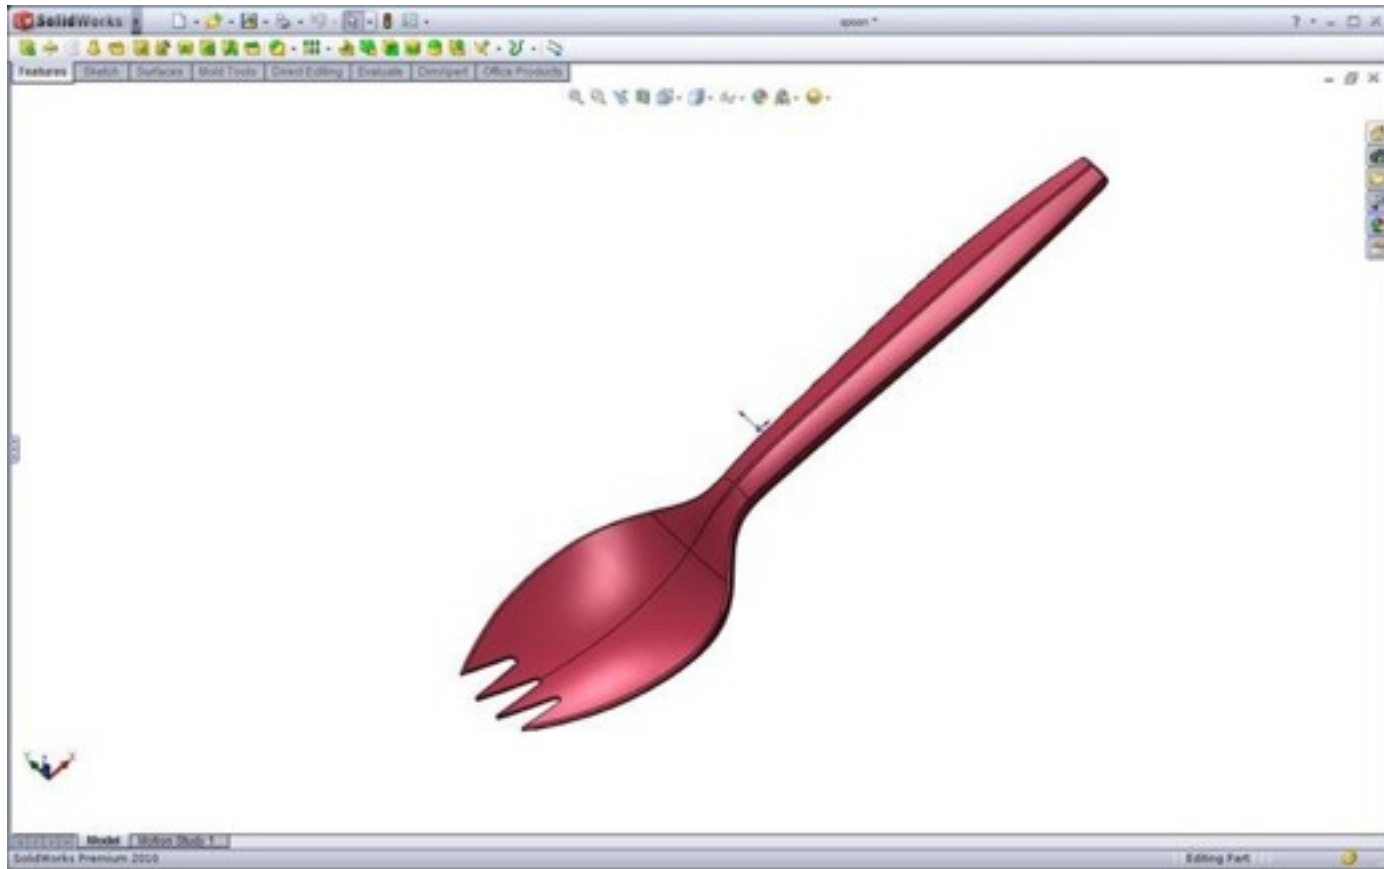 SolidWorks
spoon *
Features Sketch Surfaces Mold Tools Direct Editing Evaluate DimXpert Office Products
Model Motion Study 1
SolidWorks Premium 2010
Editing Part